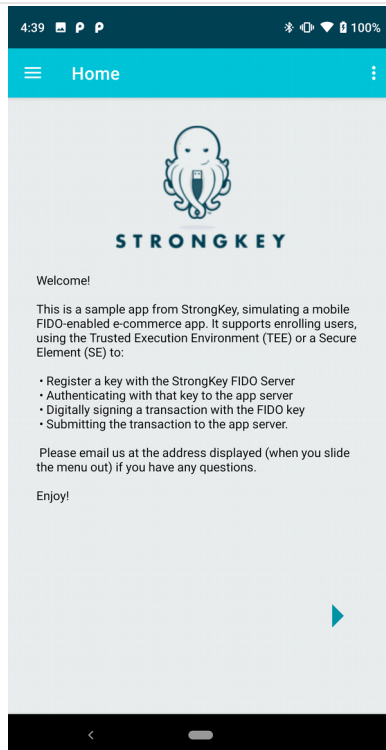 4:39
100%
Home
STRONGKEY
Welcome!
This is a sample app from StrongKey, simulating a mobile
FIDO-enabled e-commerce app. It supports enrolling users,
using the Trusted Execution Environment (TEE) or a Secure
Element (SE) to:
• Register a key with the StrongKey FIDO Server
• Authenticating with that key to the app server
• Digitally signing a transaction with the FIDO key
• Submitting the transaction to the app server.
Please email us at the address displayed (when you slide
the menu out) if you have any questions.
Enjoy!